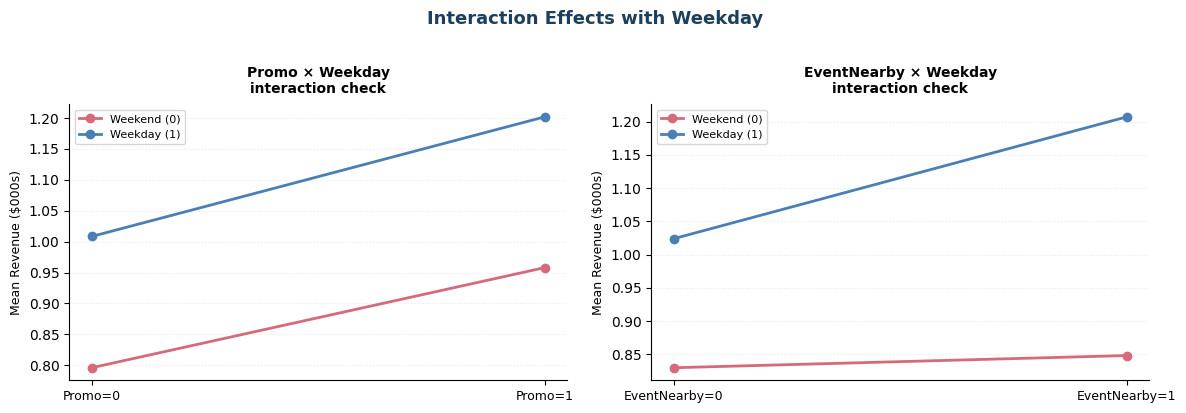 Interaction Effects with Weekday
Promo × Weekday
interaction check
Weekend (0)
Weekday (1)
Mean Revenue ($000s)
1.20
1.15
1.10
1.05
1.00
0.95
0.90
0.85
0.80
Promo=0
Promo=1
EventNearby × Weekday
interaction check
Weekend (0)
Weekday (1)
Mean Revenue ($000s)
1.20
1.15
1.10
1.05
1.00
0.95
0.90
0.85
EventNearby=0
EventNearby=1